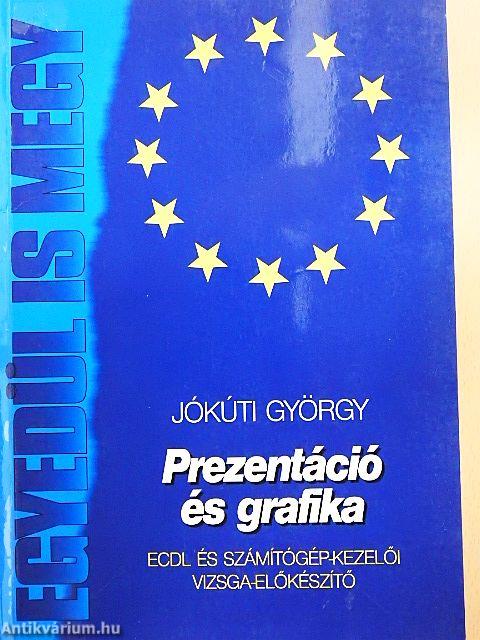 EGYEDÜL IS MEGY
JÓKÚTI GYÖRGY
Prezentáció
és grafika
ECDL ÉS SZÁMÍTÓGÉP-KEZELŐI
VIZSGA-ELŐKÉSZÍTŐ
Antikvárium.hu